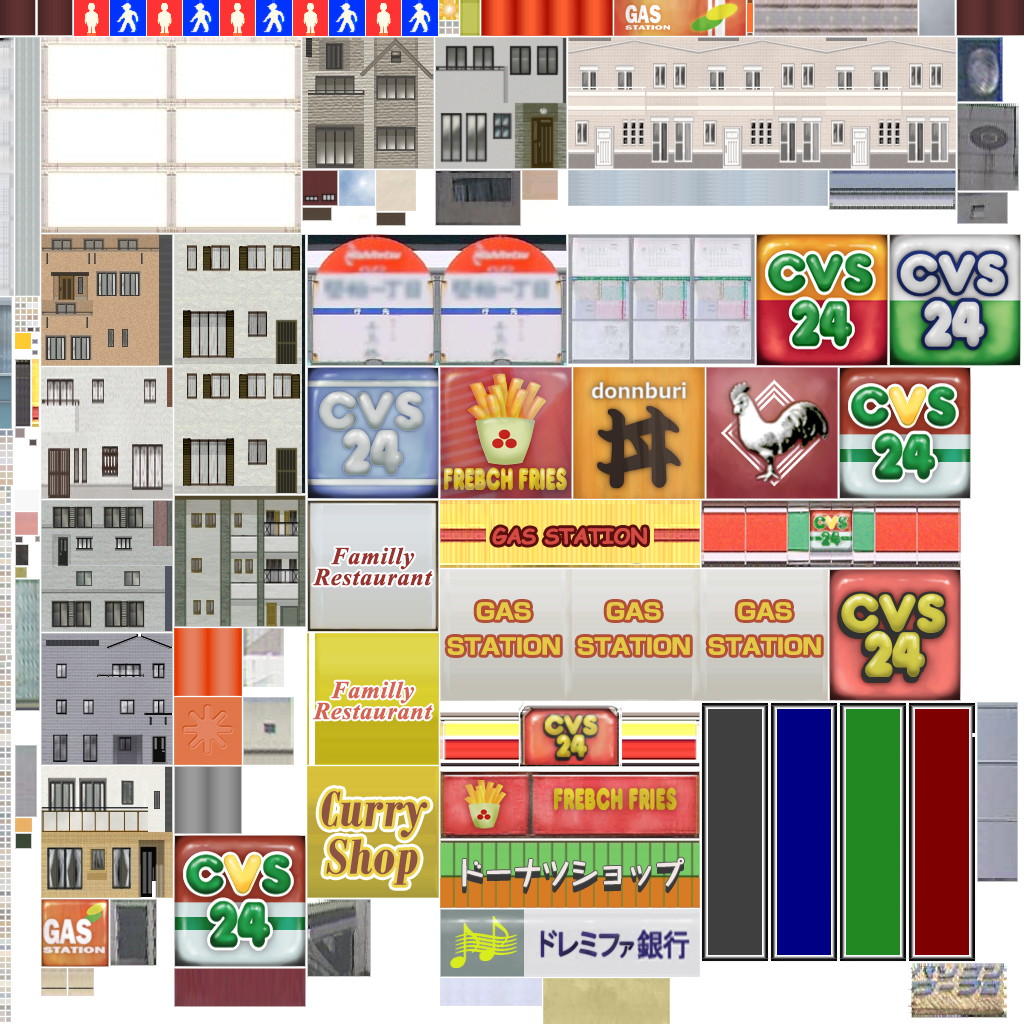 GAS
STATION
CVS
24
CVS
24
CVS
24
FREBCH FRIES
donnburi
丼
CVS
24
Familly
Restaurant
GAS STATION
CVS
24
GAS
STATION
GAS
STATION
GAS
STATION
CVS
24
Familly
Restaurant
CVS
24
Curry
Shop
FREBCH FRIES
ドーナツショップ
CVS
24
GAS
STATION
ドレミファ銀行